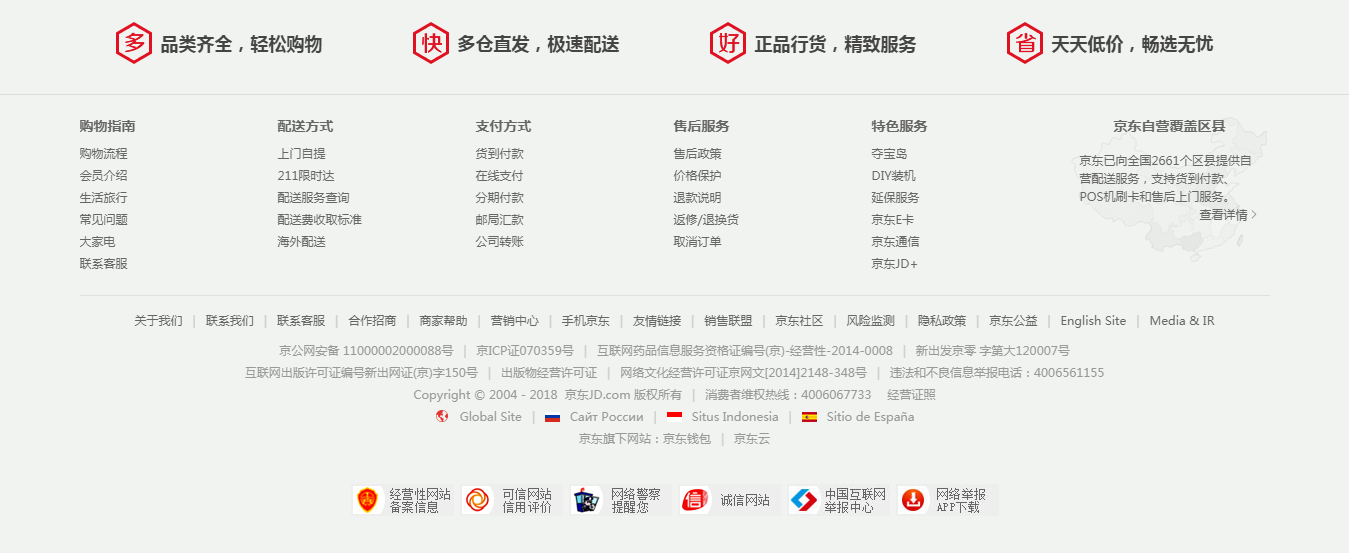 多 品类齐全，轻松购物 快 多仓直发，极速配送 好 正品行货，精致服务 省 天天低价，畅选无忧
购物指南
购物流程
会员介绍
生活旅行
常见问题
大家电
联系客服
配送方式
上门自提
211限时达
配送服务查询
配送费收取标准
海外配送
支付方式
货到付款
在线支付
分期付款
邮局汇款
公司转账
售后服务
售后政策
价格保护
退款说明
返修/退换货
取消订单
特色服务
夺宝岛
DIY装机
延保服务
京东E卡
京东通信
京东JD+
京东自营覆盖区县
京东已向全国2661个区县提供自
营配送服务，支持货到付款、
POS机刷卡和售后上门服务。
查看详情 >
关于我们 | 联系我们 | 联系客服 | 合作招商 | 商家帮助 | 营销中心 | 手机京东 | 友情链接 | 销售联盟 | 京东社区 | 风险监测 | 隐私政策 | 京东公益 | English Site | Media & IR
京公网安备 11000002000088号 | 京ICP证070359号 | 互联网药品信息服务资格证编号(京)-经营性-2014-0008 | 新出发京零 字第大120007号
互联网出版许可证编号新出网证(京)字150号 | 出版物经营许可证 | 网络文化经营许可证京网文[2014]2148-348号 | 违法和不良信息举报电话：4006561155
Copyright © 2004 - 2018 京东JD.com 版权所有 | 消费者维权热线：4006067733 经营证照
Global Site | Сайт России | Situs Indonesia | Sitio de España
京东旗下网站：京东钱包 | 京东云
经营性网站
备案信息
可信网站
信用评价
网络警察
提醒您
诚信网站
中国互联网
举报中心
网络举报
APP下载